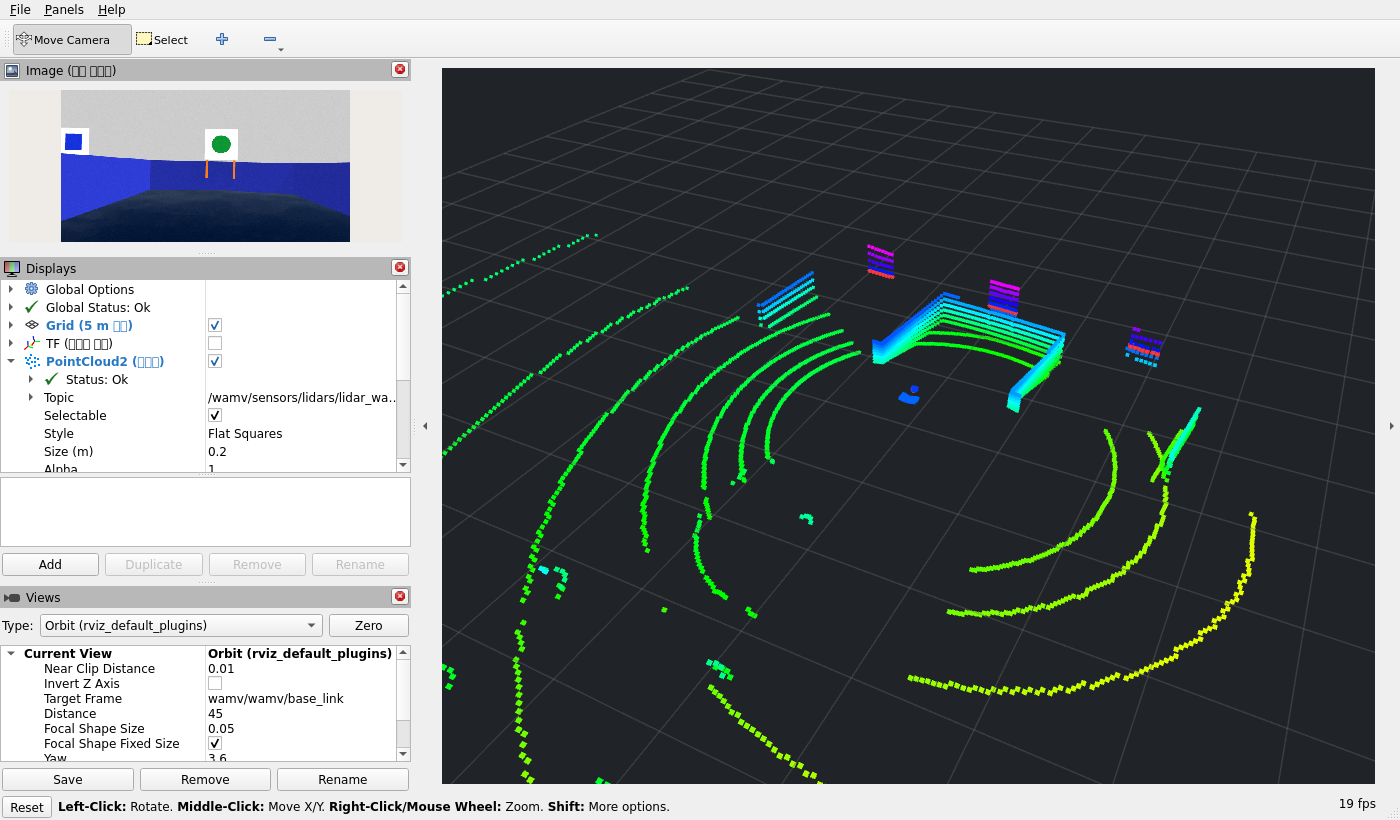 File Panels Help
Move Camera Select
Image (
Displays
Global Options
Global Status: Ok
Grid (5 m
TF (
PointCloud2 (
Status: Ok
Topic /wamv/sensors/lidars/lidar_wa...
Selectable
Style Flat Squares
Size (m) 0.2
Alpha 1
Add Duplicate Remove Rename
Views
Type: Orbit (rviz_default_plugins) Zero
Current View Orbit (rviz_default_plugins)
Near Clip Distance 0.01
Invert Z Axis
Target Frame wamv/wamv/base_link
Distance 45
Focal Shape Size 0.05
Focal Shape Fixed Size
Yaw 3.6
Save Remove Rename
Reset Left-Click: Rotate. Middle-Click: Move X/Y. Right-Click/Mouse Wheel: Zoom. Shift: More options. 19 fps